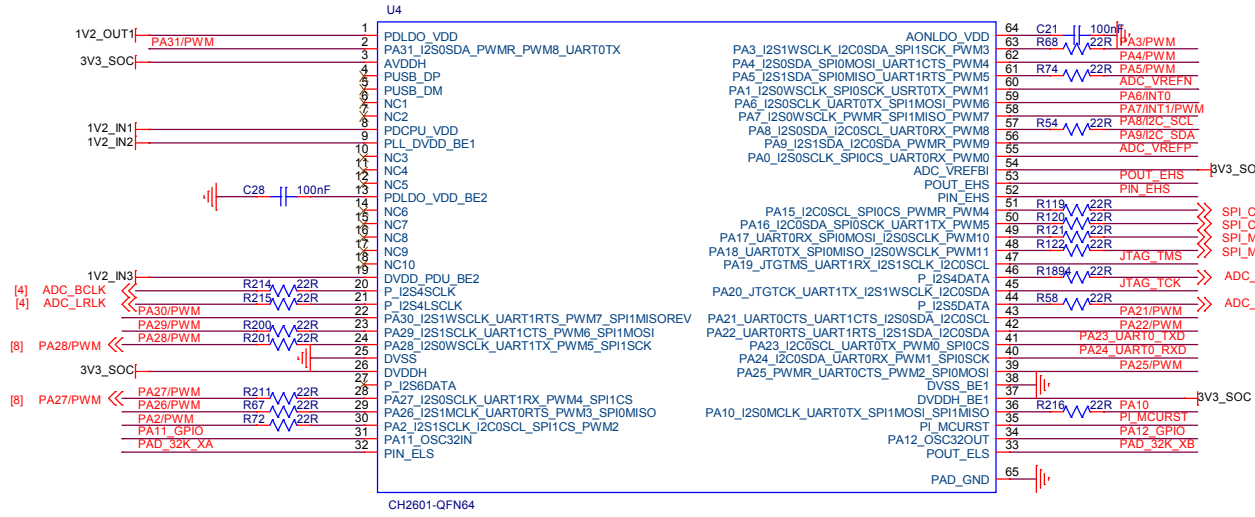 U4
1V2_OUT1 1 PDLDO_VDD
PA31/PWM 2 PA31_I2S0SDA_PWMR_PWM8_UART0TX
3V3_SOC 3 AVDDH
4 PUSB_DP
5 PUSB_DM
6 NC1
7 NC2
1V2_IN1 8 PDCPU_VDD
1V2_IN2 9 PLL_DVDD_BE1
10 NC3
11 NC4
12 NC5
C28 100nF 13 PDLDO_VDD_BE2
14 NC6
15 NC7
16 NC8
17 NC9
18 NC10
1V2_IN3 19 DVDD_PDU_BE2
[4] ADC_BCLK R214 22R 20 P_I2S4SCLK
[4] ADC_LRLK R215 22R 21 P_I2S4LSCLK
PA30/PWM 22 PA30_I2S1WSCLK_UART1RTS_PWM7_SPI1MISOREV
PA29/PWM R200 22R 23 PA29_I2S1SCLK_UART1CTS_PWM6_SPI1MOSI
[8] PA28/PWM PA28/PWM R201 22R 24 PA28_I2S0WSCLK_UART1TX_PWM5_SPI1SCK
25 DVSS
3V3_SOC 26 DVDDH
27 P_I2S6DATA
[8] PA27/PWM PA27/PWM R211 22R 28 PA27_I2S0SCLK_UART1RX_PWM4_SPI1CS
PA26/PWM R67 22R 29 PA26_I2S1MCLK_UART0RTS_PWM3_SPI0MISO
PA2/PWM R72 22R 30 PA2_I2S1SCLK_I2C0SCL_SPI1CS_PWM2
PA11_GPIO 31 PA11_OSC32IN
PAD_32K_XA 32 PIN_ELS
AONLDO_VDD 64 C21 100nF
PA3_I2S1WSCLK_I2C0SDA_SPI1SCK_PWM3 63 R68 22R PA3/PWM
PA4_I2S0SDA_SPI0MOSI_UART1CTS_PWM4 62 PA4/PWM
PA5_I2S1SDA_SPI0MISO_UART1RTS_PWM5 61 R74 22R PA5/PWM
PA1_I2S0WSCLK_SPI0SCK_USRT0TX_PWM1 60 ADC_VREFN
PA6_I2S0SCLK_UART0TX_SPI1MOSI_PWM6 59 PA6/INT0
PA7_I2S0WSCLK_PWMR_SPI1MISO_PWM7 58 PA7/INT1/PWM
PA8_I2S0SDA_I2C0SCL_UART0RX_PWM8 57 R54 22R PA8/I2C_SCL
PA9_I2S1SDA_I2C0SDA_PWMR_PWM9 56 PA9/I2C_SDA
PA0_I2S0SCLK_SPI0CS_UART0RX_PWM0 55 ADC_VREFP
ADC_VREFBI 54 3V3_SO
POUT_EHS 53 POUT_EHS
PIN_EHS 52 PIN_EHS
PA15_I2C0SCL_SPI0CS_PWMR_PWM4 51 R119 22R SPI_C
PA16_I2C0SDA_SPI0SCK_UART1TX_PWM5 50 R120 22R SPI_C
PA17_UART0RX_SPI0MOSI_I2S0SCLK_PWM10 49 R121 22R SPI_M
PA18_UART0TX_SPI0MISO_I2S0WSCLK_PWM11 48 R122 22R SPI_M
PA19_JTGTMS_UART1RX_I2S1SCLK_I2C0SCL 47 JTAG_TMS
P_I2S4DATA 46 R1894 22R ADC_
PA20_JTGTCK_UART1TX_I2S1WSCLK_I2C0SDA 45 JTAG_TCK
P_I2S5DATA 44 R58 22R ADC_
PA21_UART0CTS_UART1CTS_I2S0SDA_I2C0SCL 43 PA21/PWM
PA22_UART0RTS_UART1RTS_I2S1SDA_I2C0SDA 42 PA22/PWM
PA23_I2C0SCL_UART0TX_PWM0_SPI0CS 41 PA23_UART0_TXD
PA24_I2C0SDA_UART0RX_PWM1_SPI0SCK 40 PA24_UART0_RXD
PA25_PWMR_UART0CTS_PWM2_SPI0MOSI 39 PA25/PWM
DVSS_BE1 38
DVDDH_BE1 37 3V3_SOC
PA10_I2S0MCLK_UART0TX_SPI1MOSI_SPI1MISO 36 R216 22R PA10
PI_MCURST 35 PI_MCURST
PA12_OSC32OUT 34 PA12_GPIO
POUT_ELS 33 PAD_32K_XB
PAD_GND 65
CH2601-QFN64